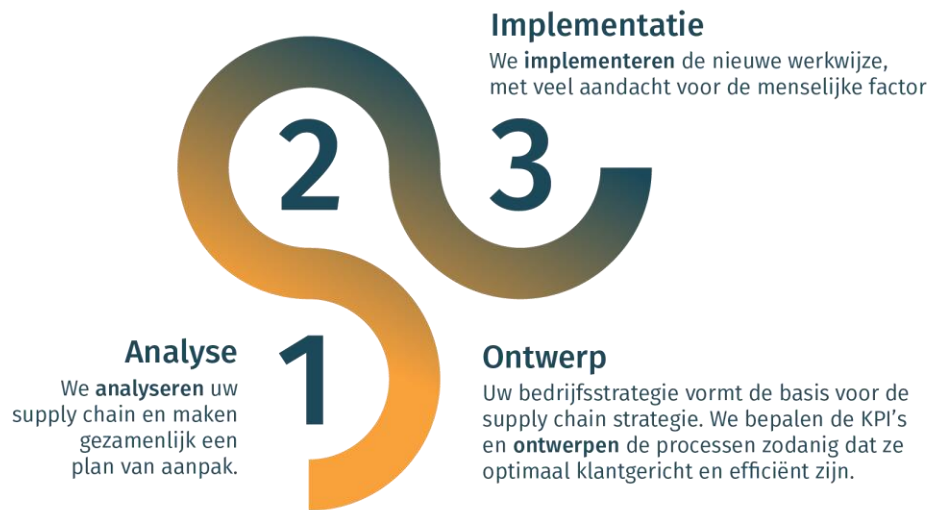 Implementatie
We implementeren de nieuwe werkwijze,
met veel aandacht voor de menselijke factor
2
3
1
Analyse
We analyseren uw
supply chain en maken
gezamenlijk een
plan van aanpak.
Ontwerp
Uw bedrijfsstrategie vormt de basis voor de
supply chain strategie. We bepalen de KPI’s
en ontwerpen de processen zodanig dat ze
optimaal klantgericht en efficiënt zijn.